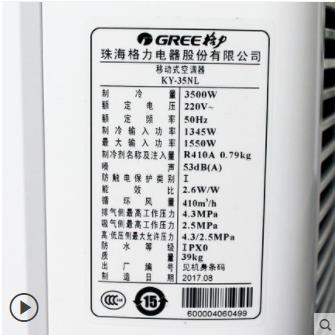 GREE格力
珠海格力电器股份有限公司
移动式空调器
KY-35NL
制冷量 3500W
额定电压 220V~
额定频率 50Hz
制冷输入功率 1345W
最大输入功率 1550W
制冷剂名称及注入量 R410A 0.79kg
噪声 53dB(A)
防触电保护类别 I
能效比 2.6W/W
循环风量 410m³/h
排气侧最高工作压力 4.3MPa
吸气侧最高工作压力 2.5MPa
高/低压侧最大允许压力 4.3/2.5MPa
防水等级 IPX0
质量 39kg
出厂编号 见机身条码
制造日期 2017.08
CCC 15
600004060499